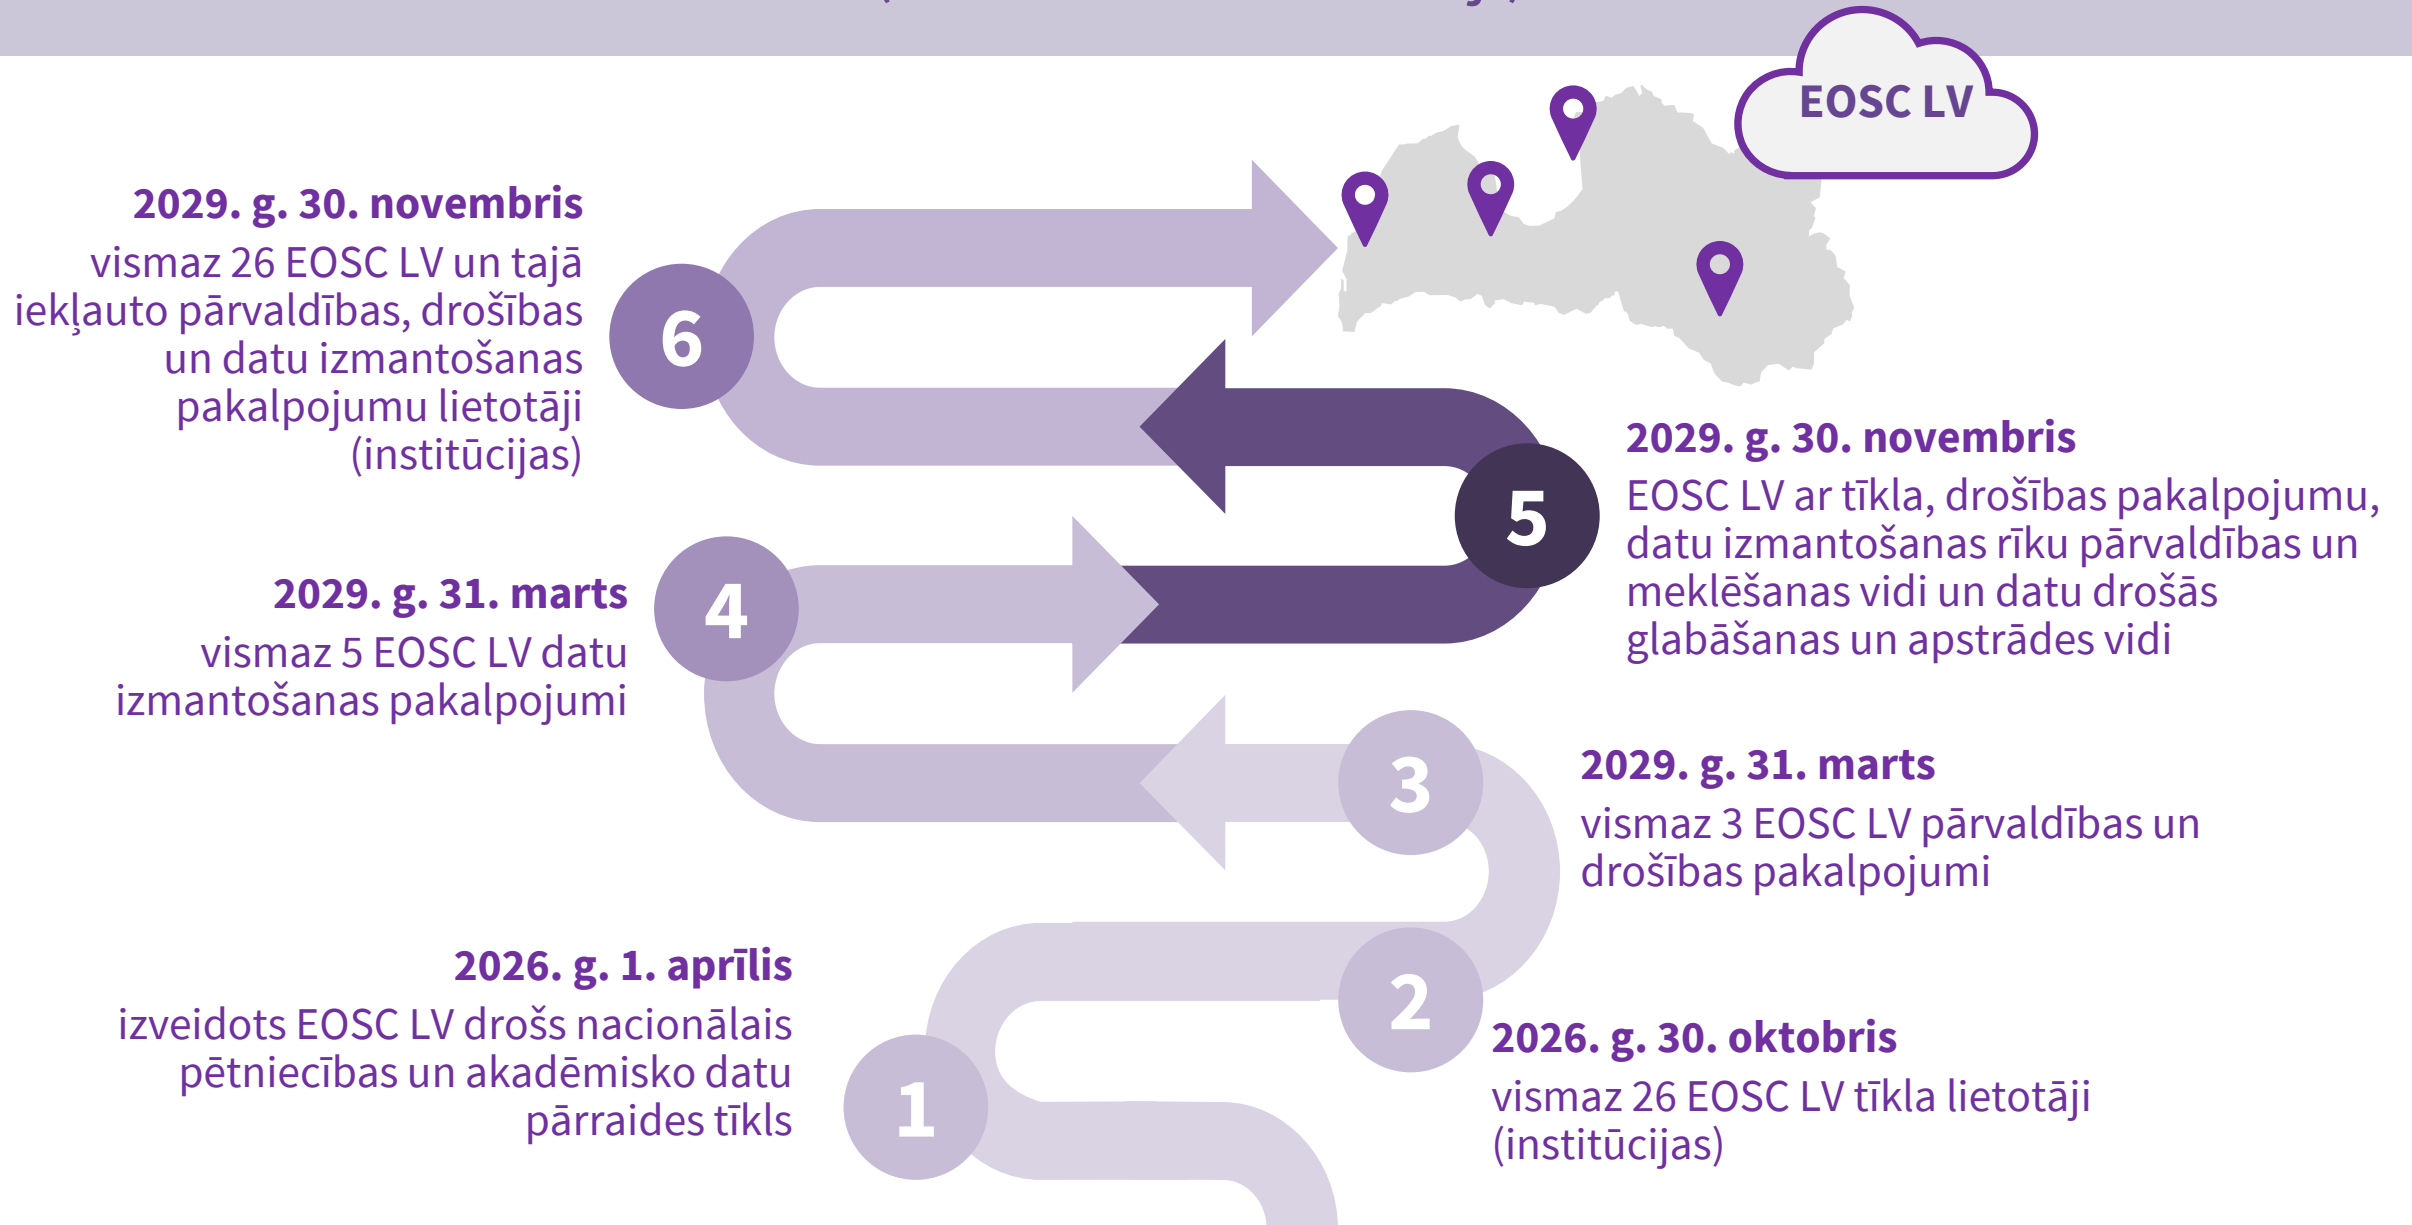 EOSC LV
2029. g. 30. novembris
vismaz 26 EOSC LV un tajā
iekļauto pārvaldības, drošības
un datu izmantošanas
pakalpojumu lietotāji
(institūcijas)
6
5
2029. g. 30. novembris
EOSC LV ar tīkla, drošības pakalpojumu,
datu izmantošanas rīku pārvaldības un
meklēšanas vidi un datu drošās
glabāšanas un apstrādes vidi
2029. g. 31. marts
vismaz 5 EOSC LV datu
izmantošanas pakalpojumi
4
3
2029. g. 31. marts
vismaz 3 EOSC LV pārvaldības un
drošības pakalpojumi
2026. g. 1. aprīlis
izveidots EOSC LV drošs nacionālais
pētniecības un akadēmisko datu
pārraides tīkls
1
2
2026. g. 30. oktobris
vismaz 26 EOSC LV tīkla lietotāji
(institūcijas)